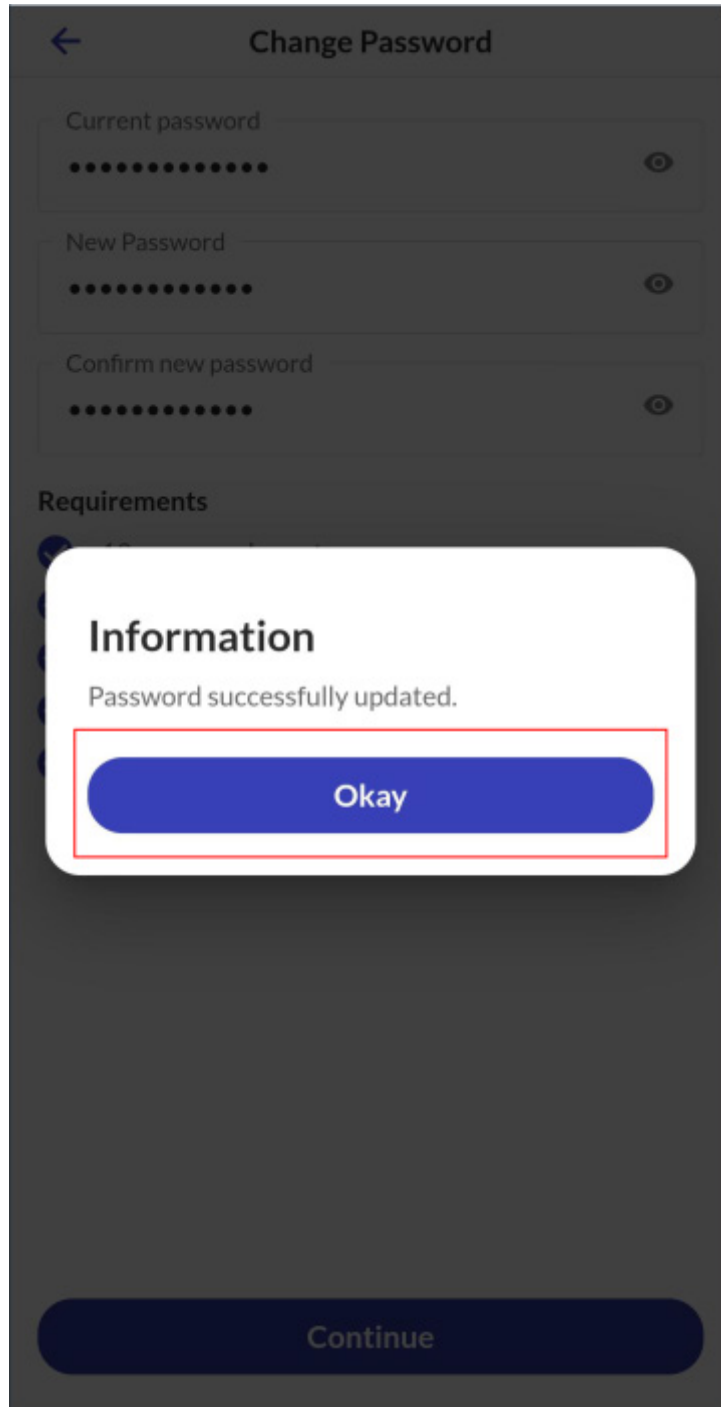 Change Password
Current password
•••••••••••••
New Password
••••••••••••
Confirm new password
••••••••••••
Requirements
Information
Password successfully updated.
Okay
Continue